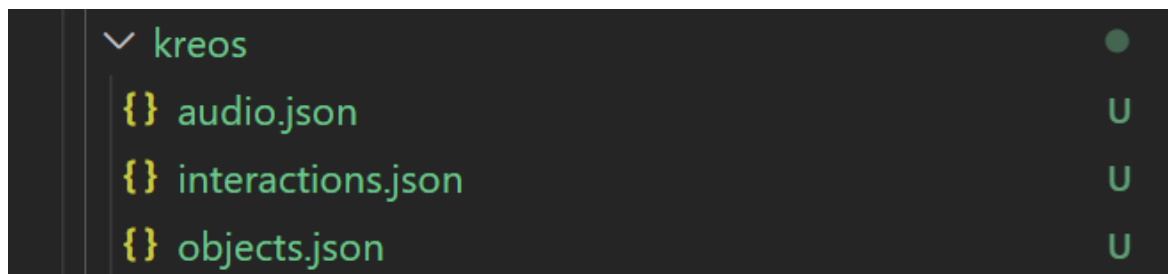 kreos
{} audio.json U
{} interactions.json U
{} objects.json U